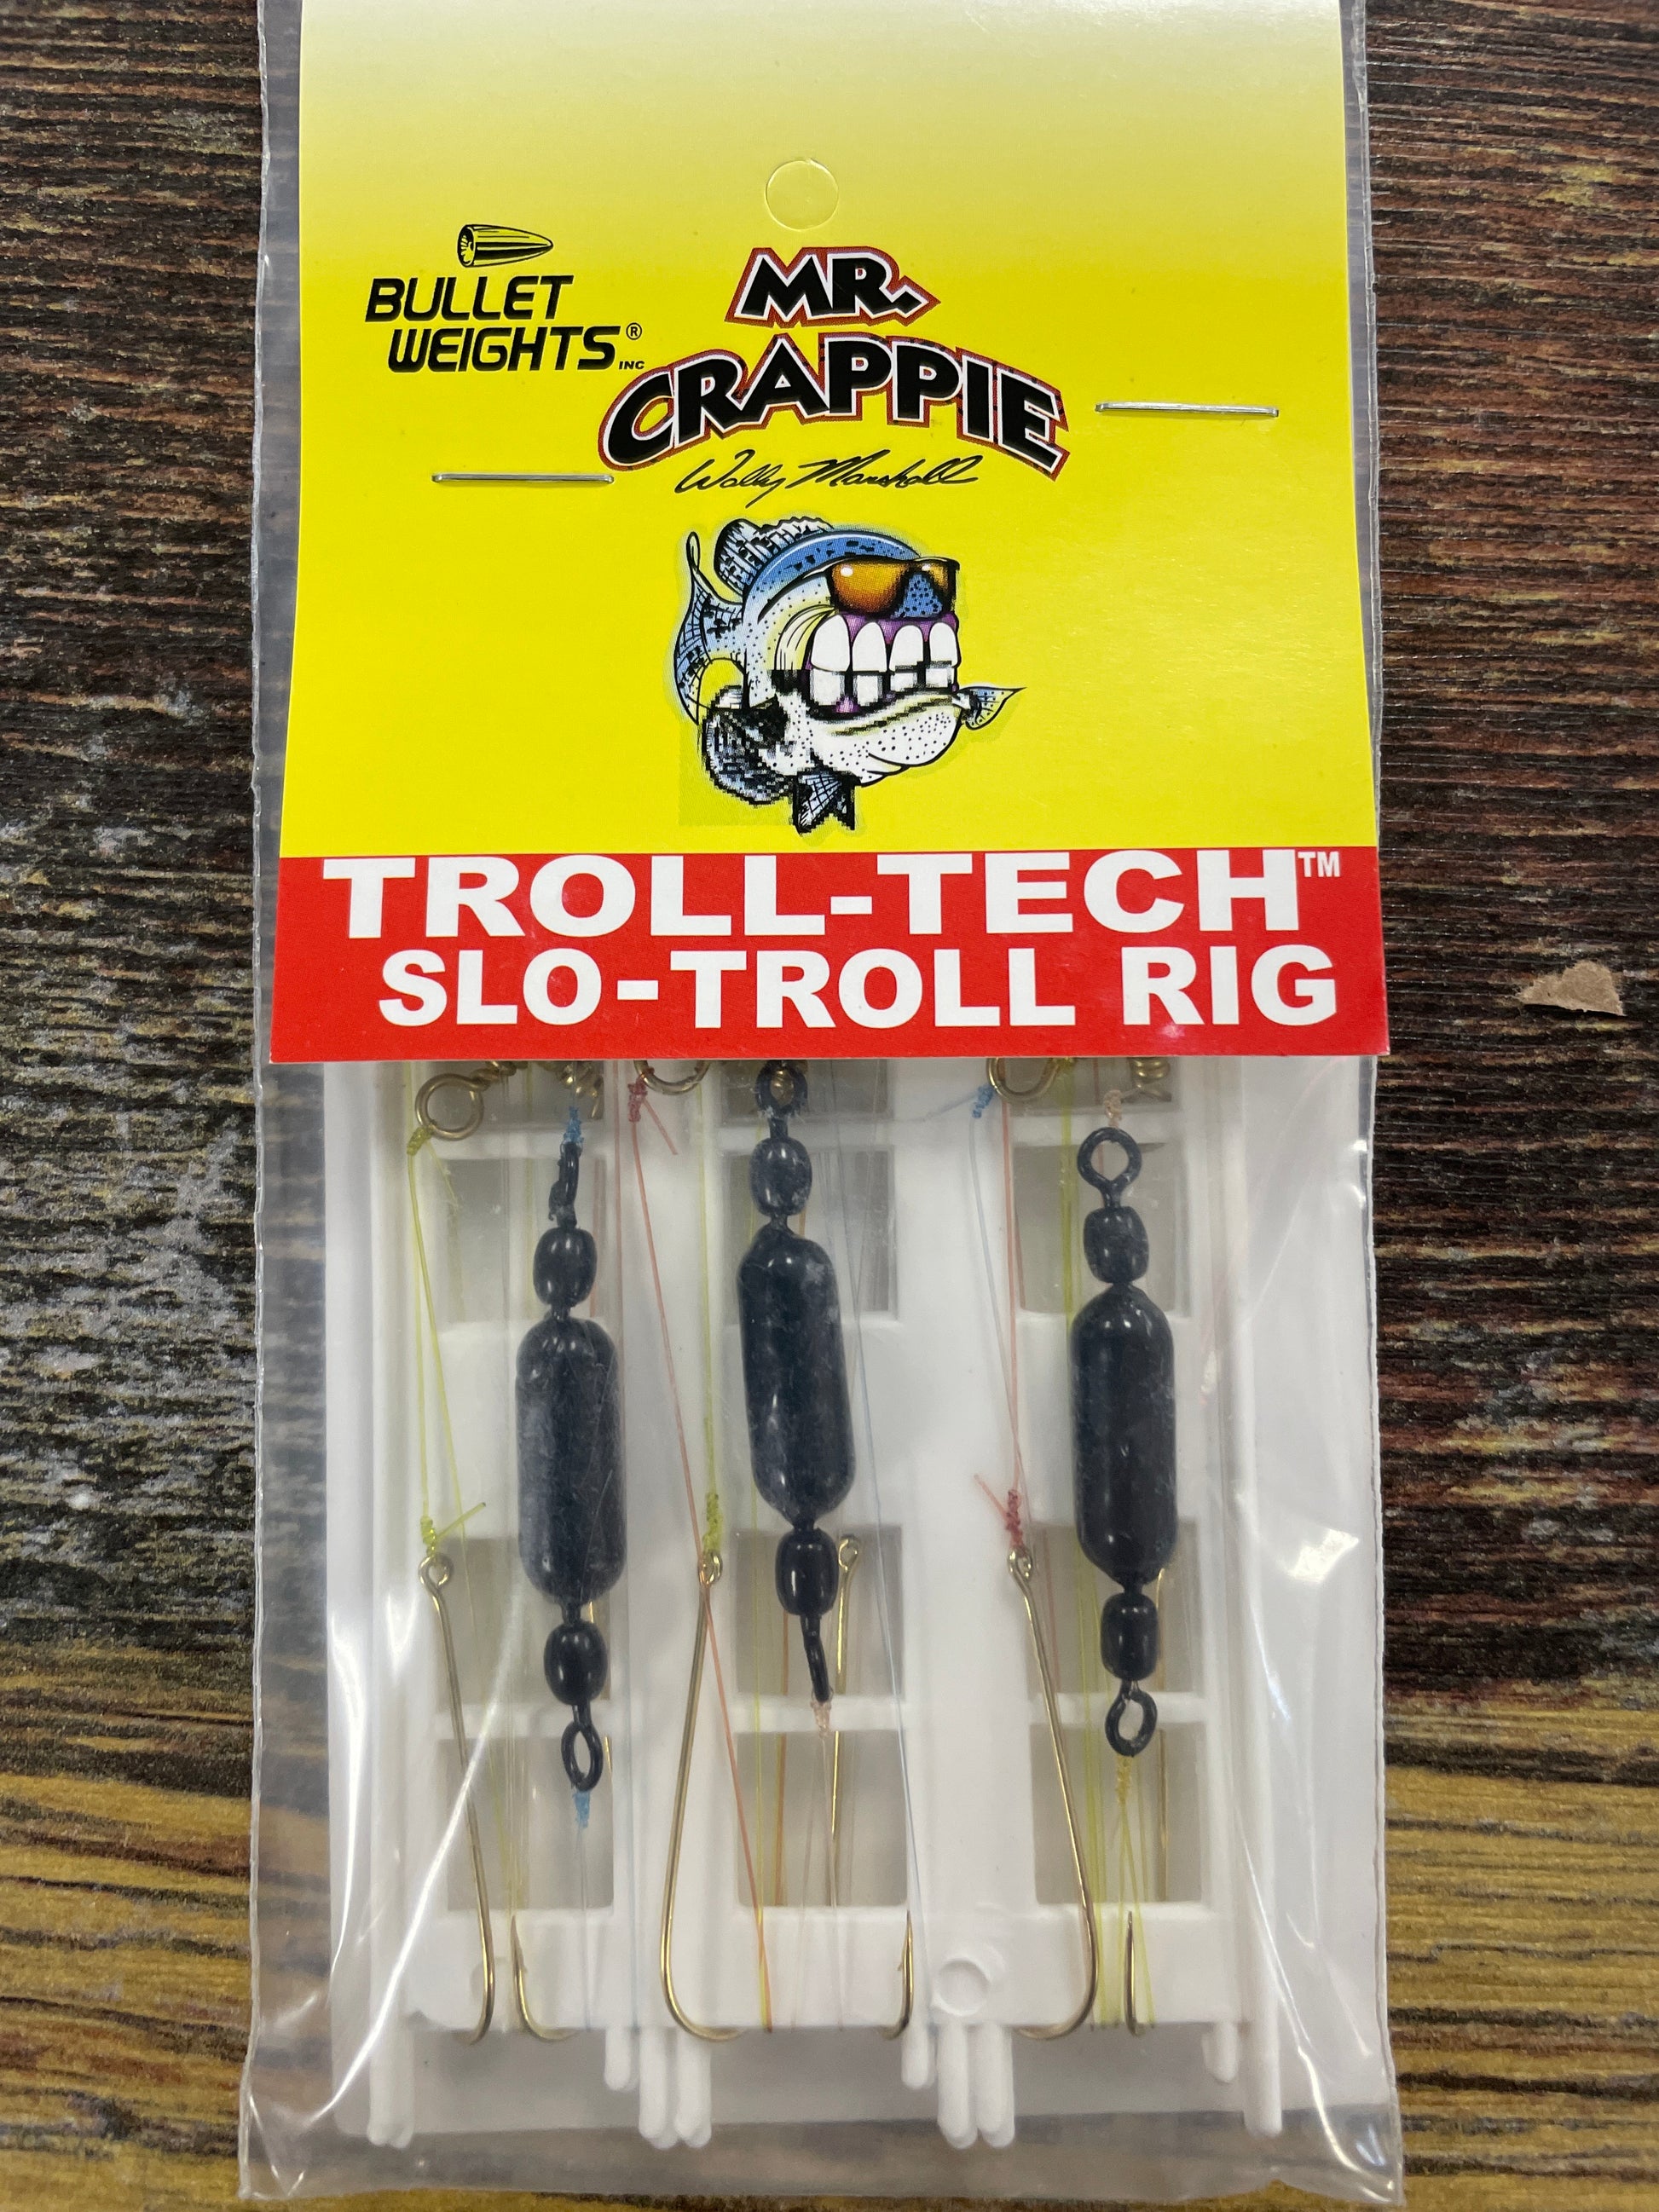 BULLET
WEIGHTS® INC
MR.
CRAPPIE
Wally Marshall
TROLL-TECH™
SLO-TROLL RIG